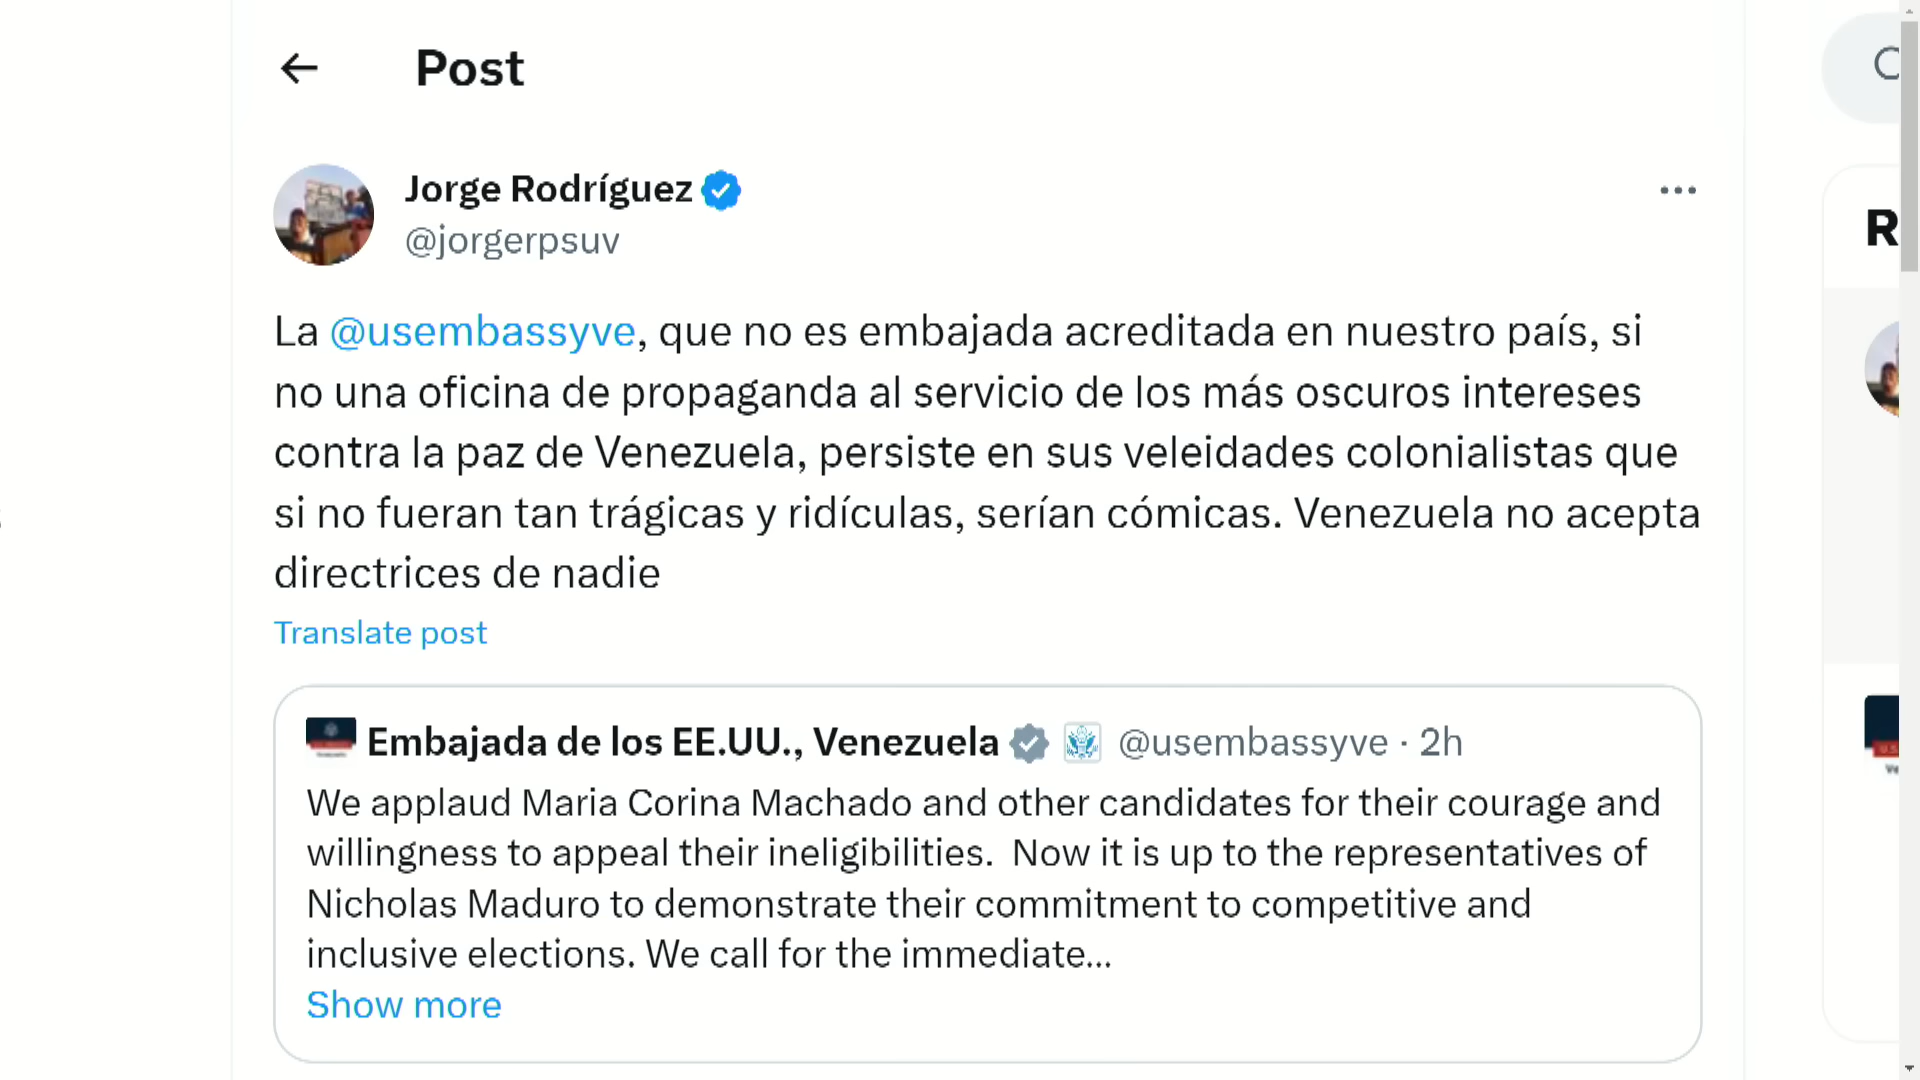 Post
Jorge Rodríguez
@jorgerpsuv
La @usembassyve, que no es embajada acreditada en nuestro país, si
no una oficina de propaganda al servicio de los más oscuros intereses
contra la paz de Venezuela, persiste en sus veleidades colonialistas que
si no fueran tan trágicas y ridículas, serían cómicas. Venezuela no acepta
directrices de nadie
Translate post
Embajada de los EE.UU., Venezuela @usembassyve · 2h
We applaud Maria Corina Machado and other candidates for their courage and
willingness to appeal their ineligibilities.  Now it is up to the representatives of
Nicholas Maduro to demonstrate their commitment to competitive and
inclusive elections. We call for the immediate...
Show more
R